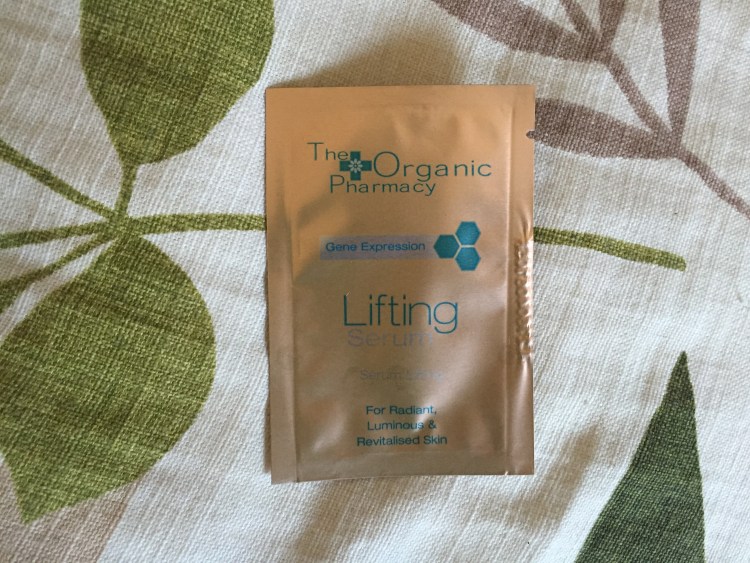 The Organic
Pharmacy
Gene Expression
Lifting
Serum
For Radiant,
Luminous &
Revitalised Skin